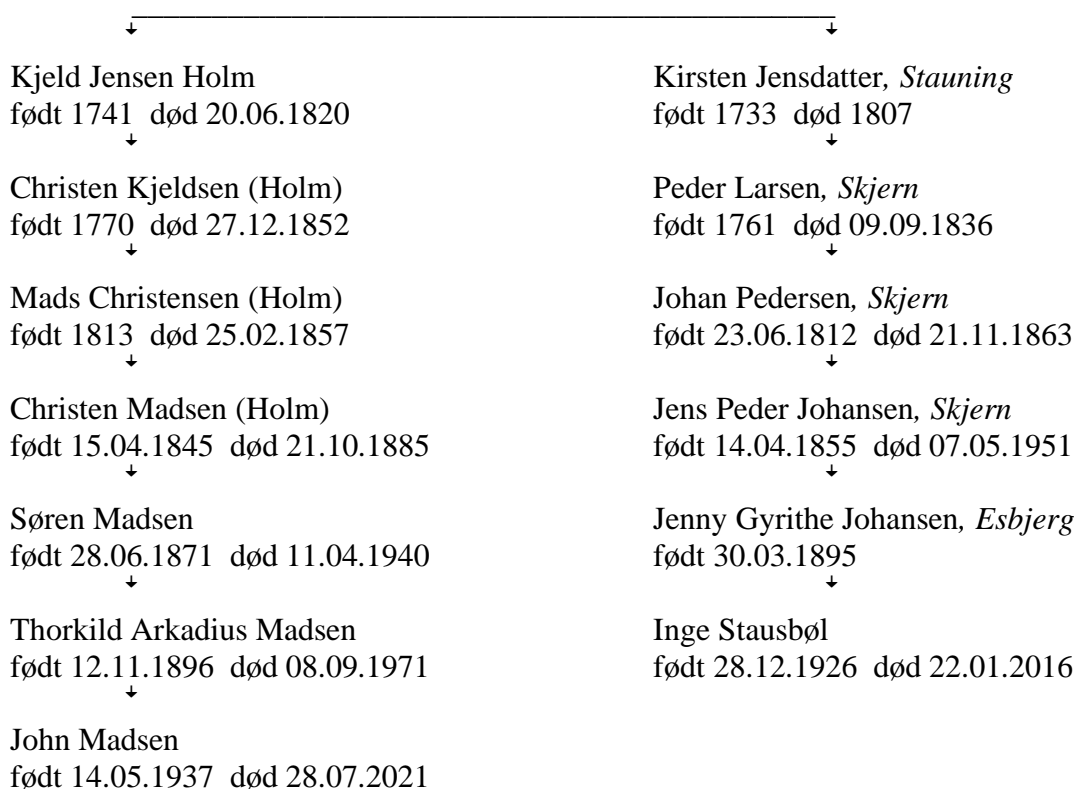 Kjeld Jensen Holm
født 1741 død 20.06.1820
Christen Kjeldsen (Holm)
født 1770 død 27.12.1852
Mads Christensen (Holm)
født 1813 død 25.02.1857
Christen Madsen (Holm)
født 15.04.1845 død 21.10.1885
Søren Madsen
født 28.06.1871 død 11.04.1940
Thorkild Arkadius Madsen
født 12.11.1896 død 08.09.1971
John Madsen
født 14.05.1937 død 28.07.2021
Kirsten Jensdatter, Stauning
født 1733 død 1807
Peder Larsen, Skjern
født 1761 død 09.09.1836
Johan Pedersen, Skjern
født 23.06.1812 død 21.11.1863
Jens Peder Johansen, Skjern
født 14.04.1855 død 07.05.1951
Jenny Gyrithe Johansen, Esbjerg
født 30.03.1895
Inge Stausbøl
født 28.12.1926 død 22.01.2016